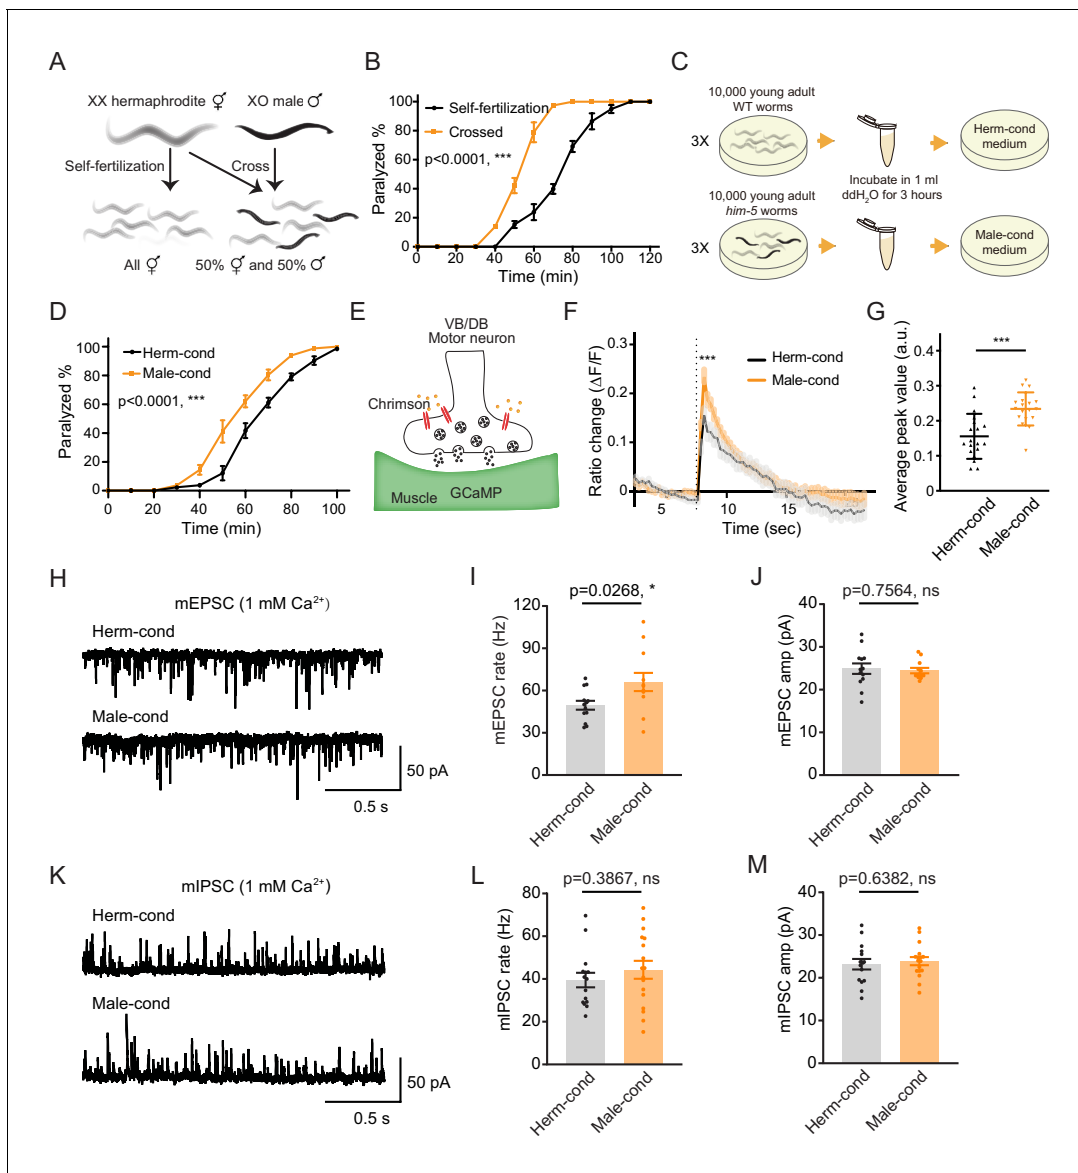 A
XX hermaphrodite ⚥
XO male ♂
Self-fertilization
Cross
All ⚥
50% ⚥ and 50% ♂
B
Paralyzed %
100
80
60
40
20
0
Self-fertilization
Crossed
p<0.0001, ***
0 20 40 60 80 100 120
Time (min)
C
10,000 young adult
WT worms
3X
Herm-cond
medium
Incubate in 1 ml
ddH₂O for 3 hours
10,000 young adult
him-5 worms
3X
Male-cond
medium
D
Paralyzed %
100
80
60
40
20
0
Herm-cond
Male-cond
p<0.0001, ***
0 20 40 60 80 100
Time (min)
E
VB/DB
Motor neuron
Chrimson
Muscle
GCaMP
F
Ratio change (ΔF/F)
0.3
0.2
0.1
0
***
Herm-cond
Male-cond
5 10 15
Time (sec)
G
Average peak value (a.u.)
0.4
0.3
0.2
0.1
0
***
Herm-cond
Male-cond
H
mEPSC (1 mM Ca²⁺)
Herm-cond
Male-cond
50 pA
0.5 s
I
p=0.0268, *
mEPSC rate (Hz)
120
90
60
30
0
Herm-cond
Male-cond
J
p=0.7564, ns
mEPSC amp (pA)
40
30
20
10
0
Herm-cond
Male-cond
K
mIPSC (1 mM Ca²⁺)
Herm-cond
Male-cond
50 pA
0.5 s
L
p=0.3867, ns
mIPSC rate (Hz)
80
60
40
20
0
Herm-cond
Male-cond
M
p=0.6382, ns
mIPSC amp (pA)
40
30
20
10
0
Herm-cond
Male-cond